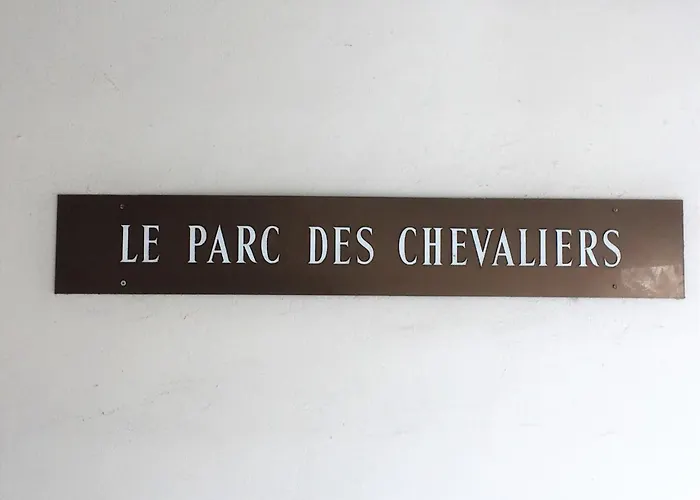 LE PARC DES CHEVALIERS